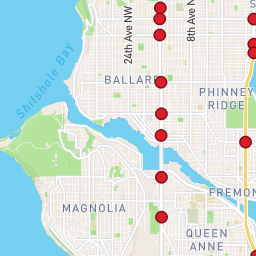 24th Ave NW
8th Ave NW
Shilshole Bay
BALLARD
PHINNEY
RIDGE
MAGNOLIA
FREMON
QUEEN
ANNE